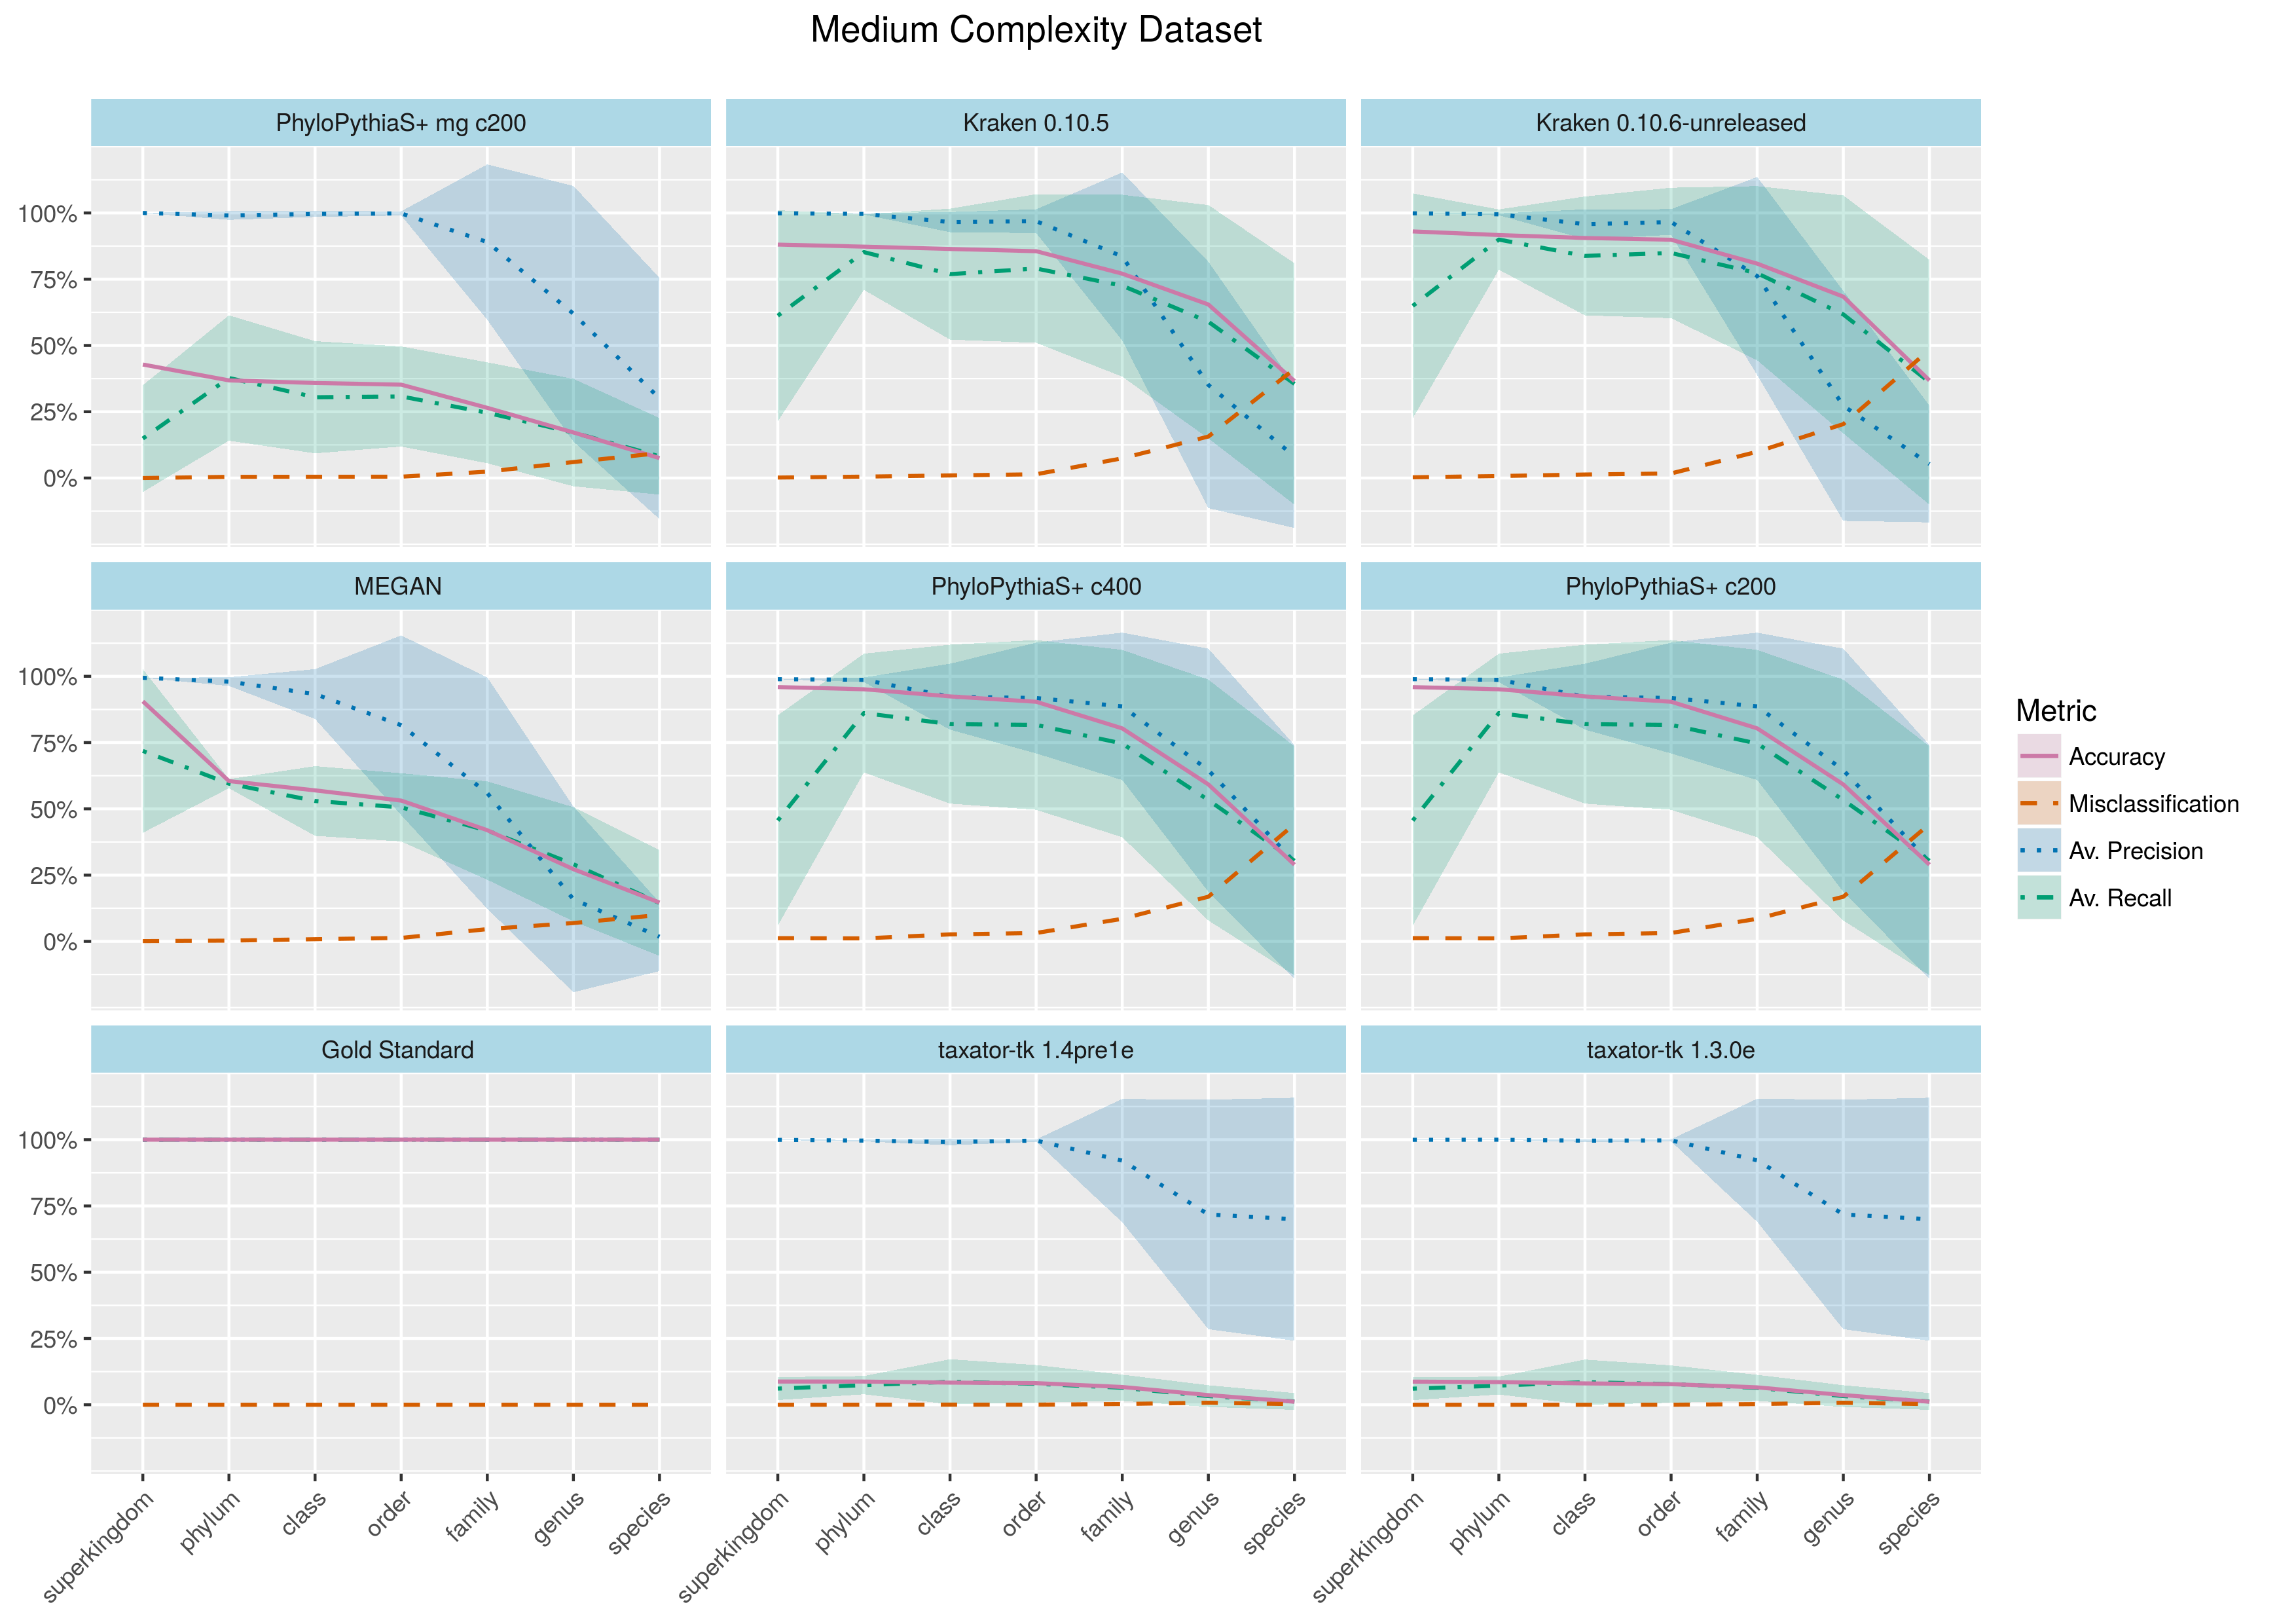 Medium Complexity Dataset
PhyloPythiaS+ mg c200
Kraken 0.10.5
Kraken 0.10.6-unreleased
100%
75%
50%
25%
0%
MEGAN
PhyloPythiaS+ c400
PhyloPythiaS+ c200
100%
75%
50%
25%
0%
Gold Standard
taxator-tk 1.4pre1e
taxator-tk 1.3.0e
100%
75%
50%
25%
0%
superkingdom
phylum
class
order
family
genus
species
superkingdom
phylum
class
order
family
genus
species
superkingdom
phylum
class
order
family
genus
species
Metric
Accuracy
Misclassification
Av. Precision
Av. Recall